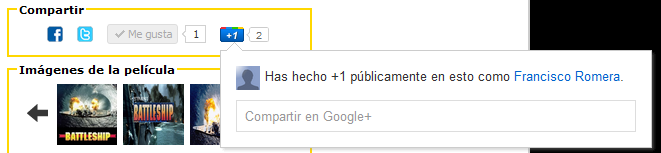 Compartir
Me gusta 1 +1 2
Has hecho +1 públicamente en esto como Francisco Romera.
Compartir en Google+
Imágenes de la película
BATTLESHIP BATTLESHIP